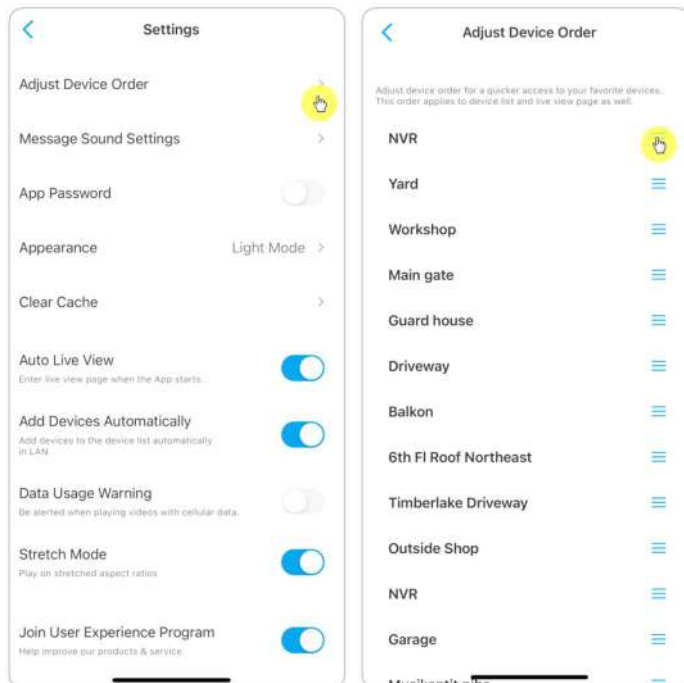 Settings
Adjust Device Order
Message Sound Settings
App Password
Appearance
Light Mode
Clear Cache
Auto Live View
Enter live view page when the App starts.
Add Devices Automatically
Add devices to the device list automatically
in LAN
Data Usage Warning
Be alerted when playing videos with cellular data.
Stretch Mode
Play on stretched aspect ratios
Join User Experience Program
Help improve our products & service.
Adjust Device Order
Adjust device order for a quicker access to your favorite devices.
This order applies to device list and live view page as well.
NVR
Yard
Workshop
Main gate
Guard house
Driveway
Balkon
6th Fl Roof Northeast
Timberlake Driveway
Outside Shop
NVR
Garage